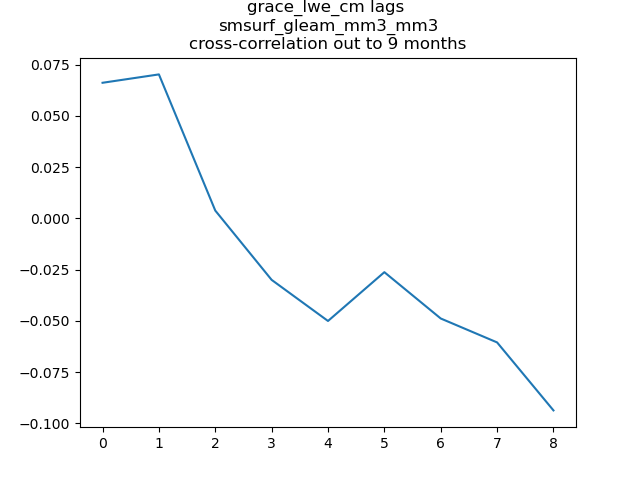 grace_lwe_cm lags
smsurf_gleam_mm3_mm3
cross-correlation out to 9 months
0.075
0.050
0.025
0.000
−0.025
−0.050
−0.075
−0.100
0 1 2 3 4 5 6 7 8